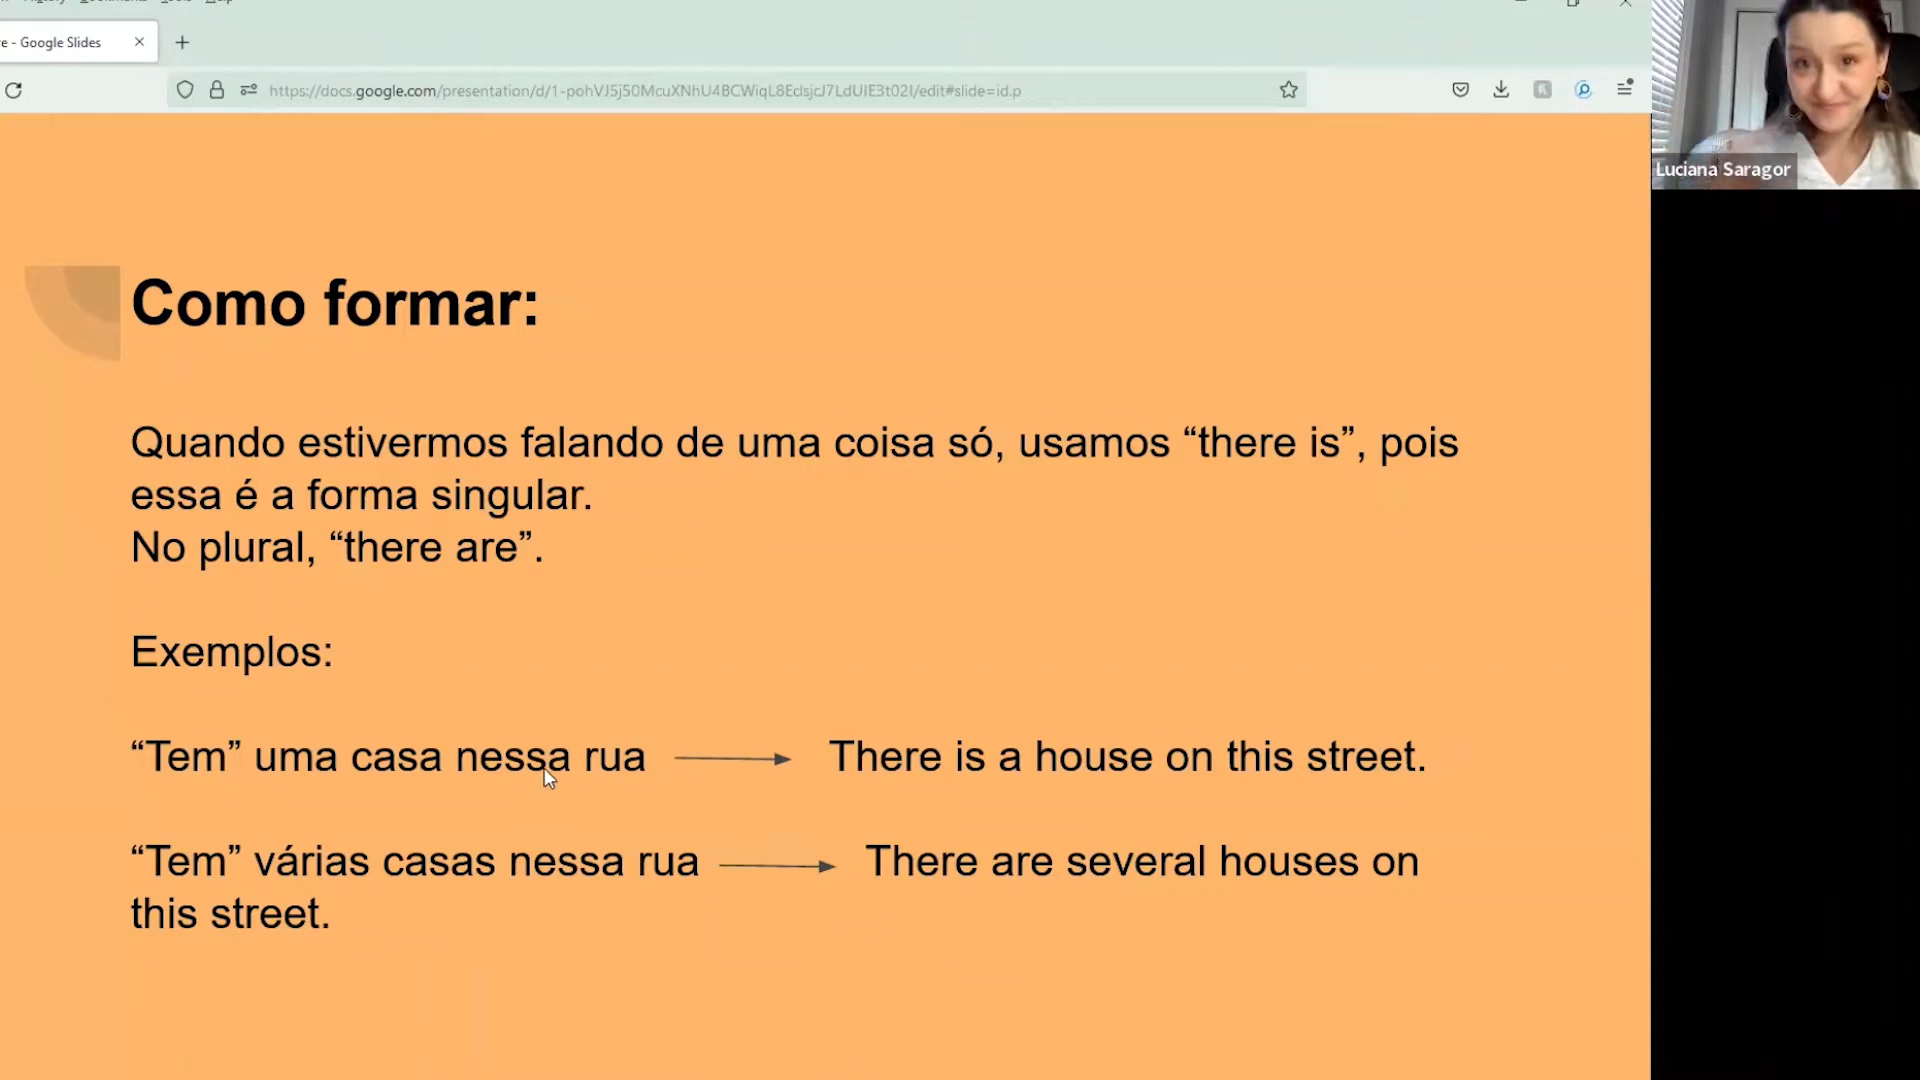 e - Google Slides
https://docs.google.com/presentation/d/1-pohVJ5j50McuXNhU4BCWiqL8EclsjcJ7LdUIE3t02I/edit#slide=id.p
Luciana Saragor
Como formar:
Quando estivermos falando de uma coisa só, usamos “there is”, pois
essa é a forma singular.
No plural, “there are”.
Exemplos:
“Tem” uma casa nessa rua There is a house on this street.
“Tem” várias casas nessa rua There are several houses on
this street.